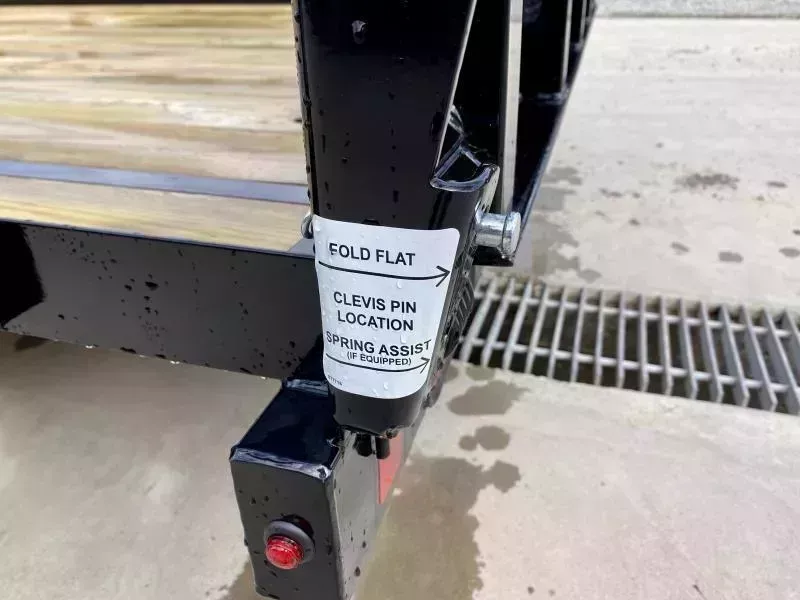 FOLD FLAT
CLEVIS PIN
LOCATION
SPRING ASSIST
(IF EQUIPPED)